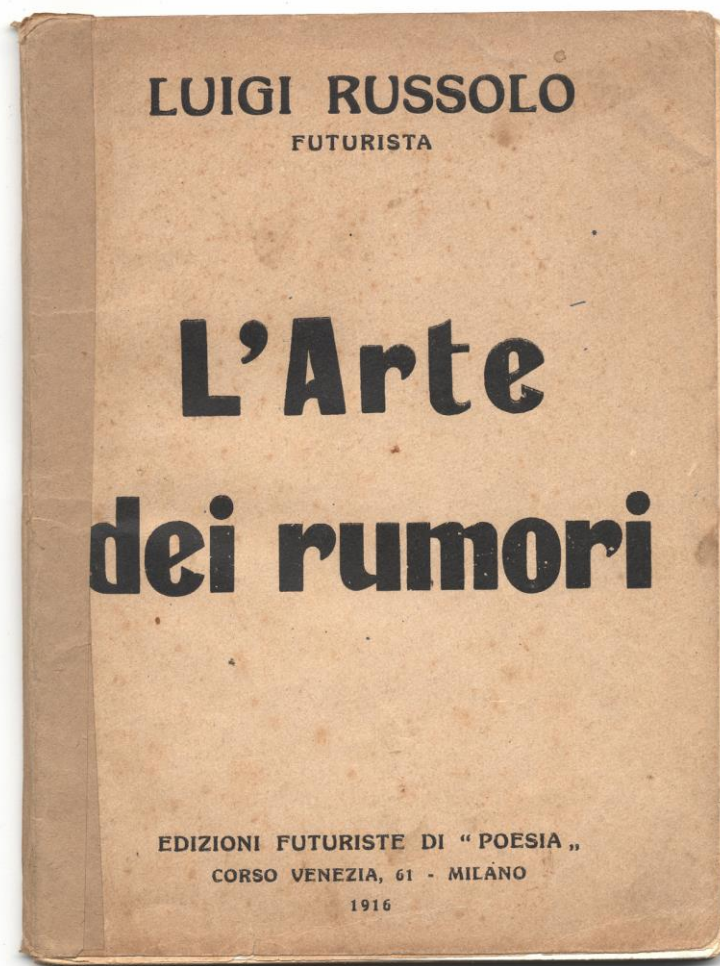 LUIGI RUSSOLO
FUTURISTA
L'Arte
dei rumori
EDIZIONI FUTURISTE DI “ POESIA „
CORSO VENEZIA, 61 - MILANO
1916